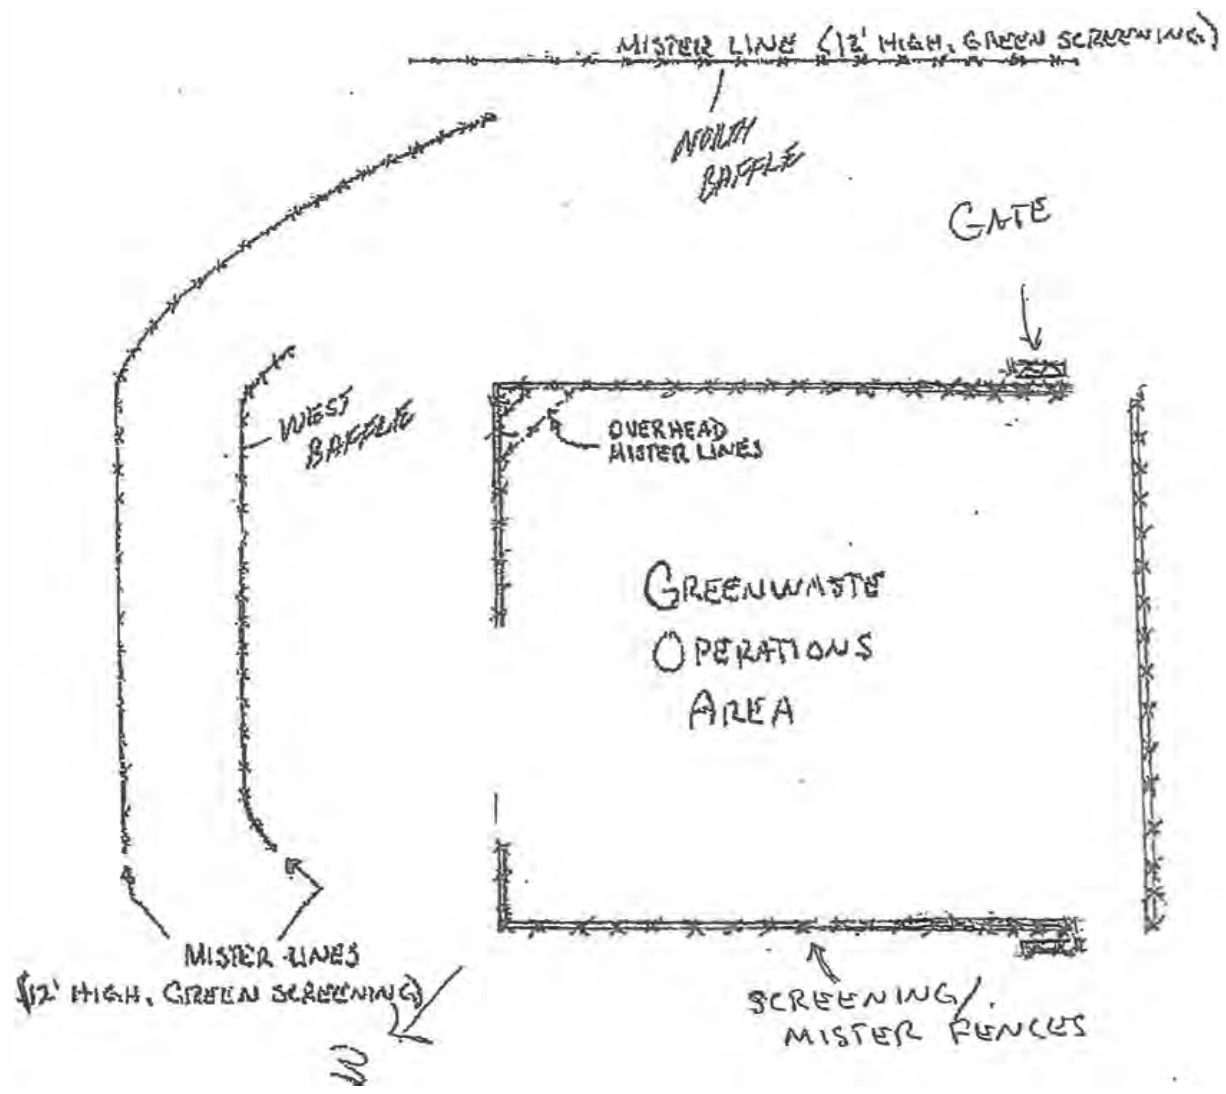 MISTER LINE (12' HIGH, GREEN SCREENING)
NORTH
BAFFLE
GATE
WEST
BAFFLE
OVERHEAD
MISTER LINES
GREENWASTE
OPERATIONS
AREA
MISTER LINES
(12' HIGH, GREEN SCREENING)
SCREENING/
MISTER FENCES